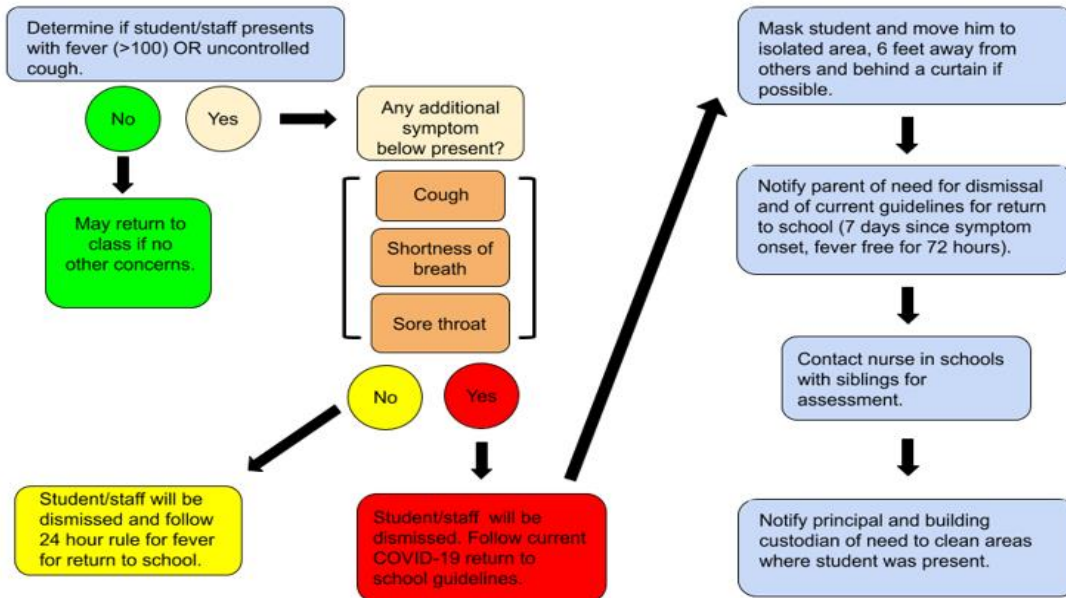 Determine if student/staff presents
with fever (>100) OR uncontrolled
cough.
No
Yes
Any additional
symptom
below present?
May return to
class if no
other concerns.
Cough
Shortness of
breath
Sore throat
No
Yes
Student/staff will be
dismissed and follow
24 hour rule for fever
for return to school.
Student/staff will be
dismissed. Follow current
COVID-19 return to
school guidelines.
Mask student and move him to
isolated area, 6 feet away from
others and behind a curtain if
possible.
Notify parent of need for dismissal
and of current guidelines for return
to school (7 days since symptom
onset, fever free for 72 hours).
Contact nurse in schools
with siblings for
assessment.
Notify principal and building
custodian of need to clean areas
where student was present.